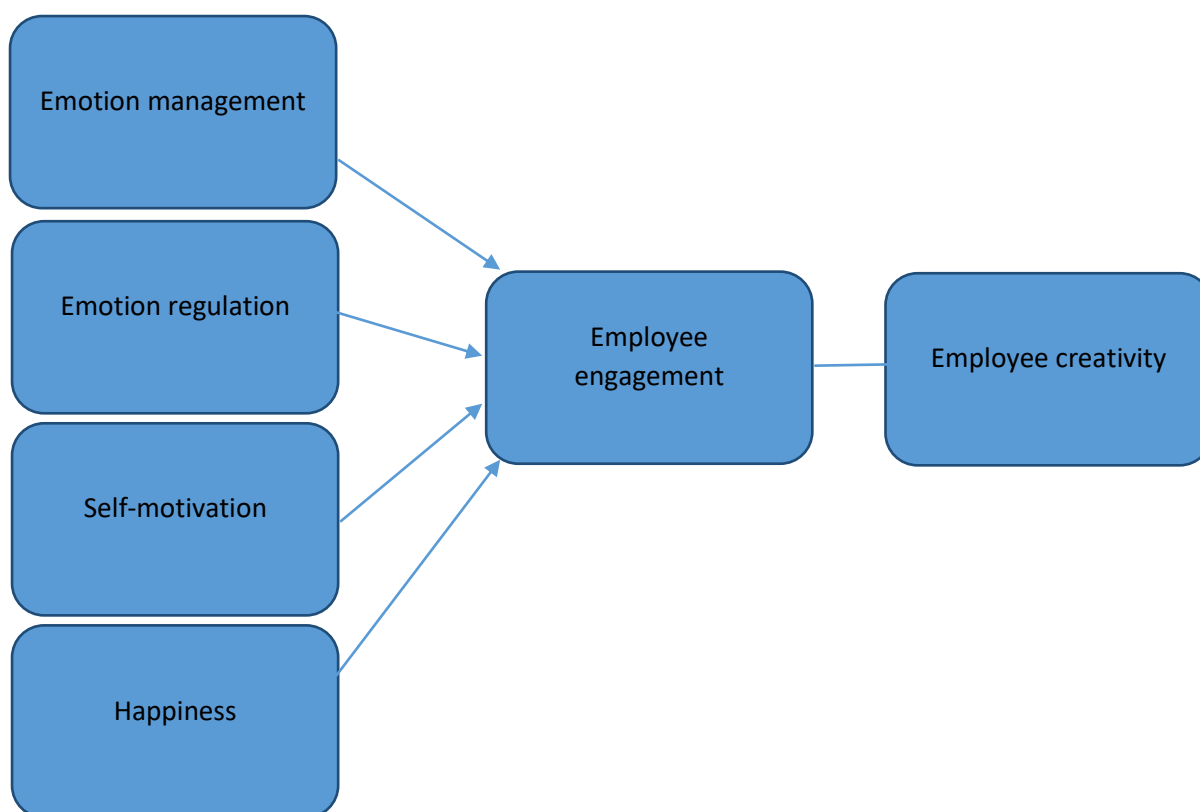 Emotion management
Emotion regulation
Self-motivation
Happiness
Employee
engagement
Employee creativity